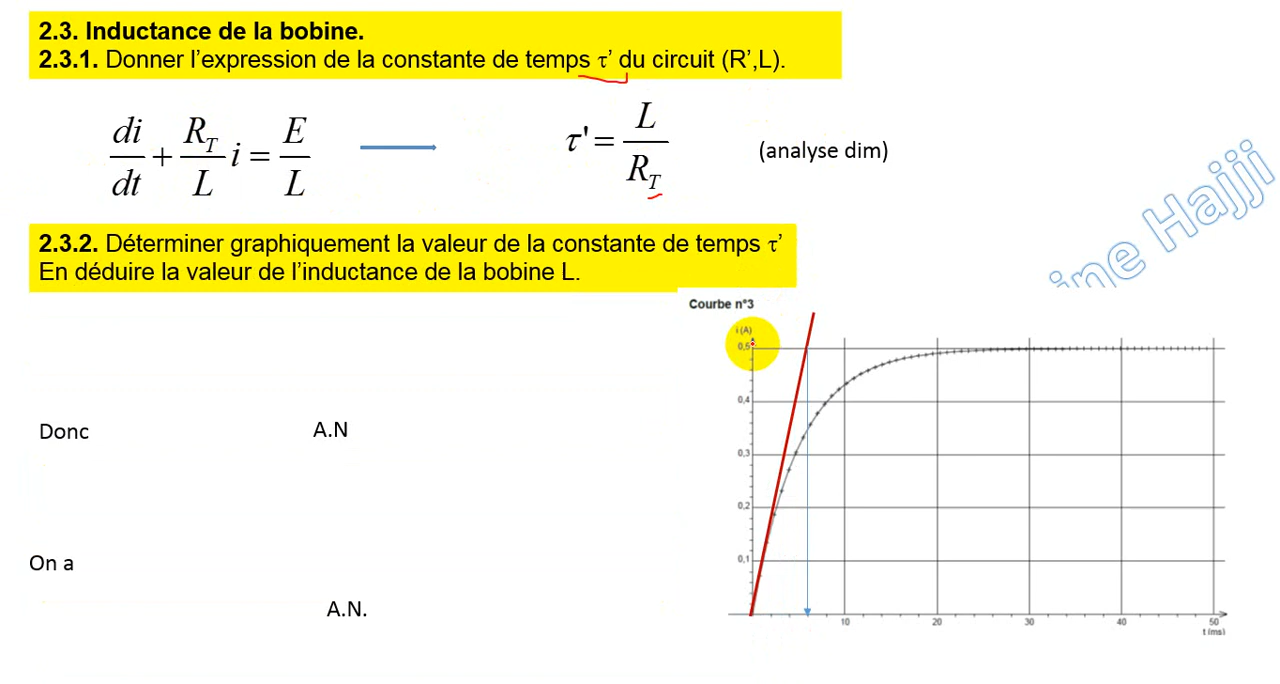 2.3. Inductance de la bobine.
2.3.1. Donner l'expression de la constante de temps τ' du circuit (R',L).
di/dt + R_T/L i = E/L
τ' = L/R_T
(analyse dim)
ine Hajji
2.3.2. Déterminer graphiquement la valeur de la constante de temps τ'
En déduire la valeur de l'inductance de la bobine L.
Courbe n°3
i (A)
0,5
0,4
0,3
0,2
0,1
10 20 30 40 50
t (ms)
Donc
A.N
On a
A.N.